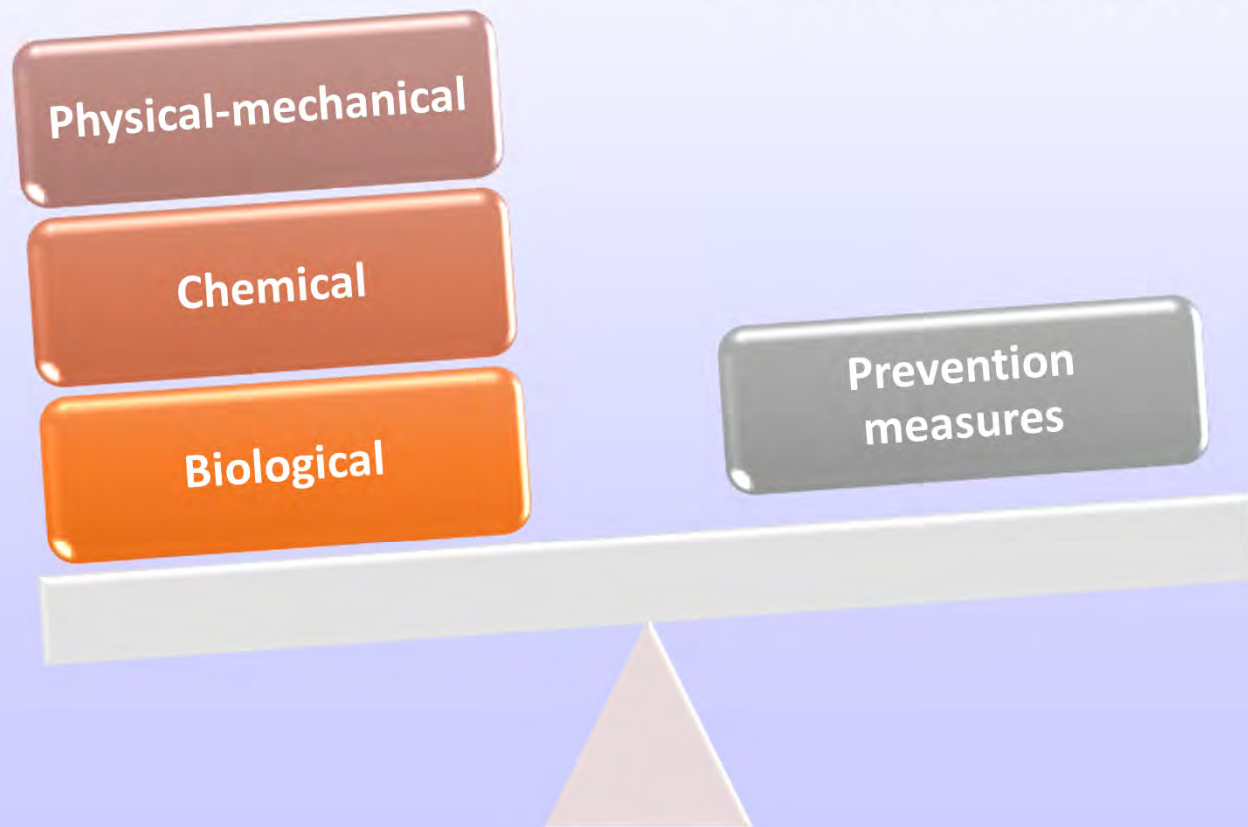 Physical-mechanical
Chemical
Biological
Prevention
measures